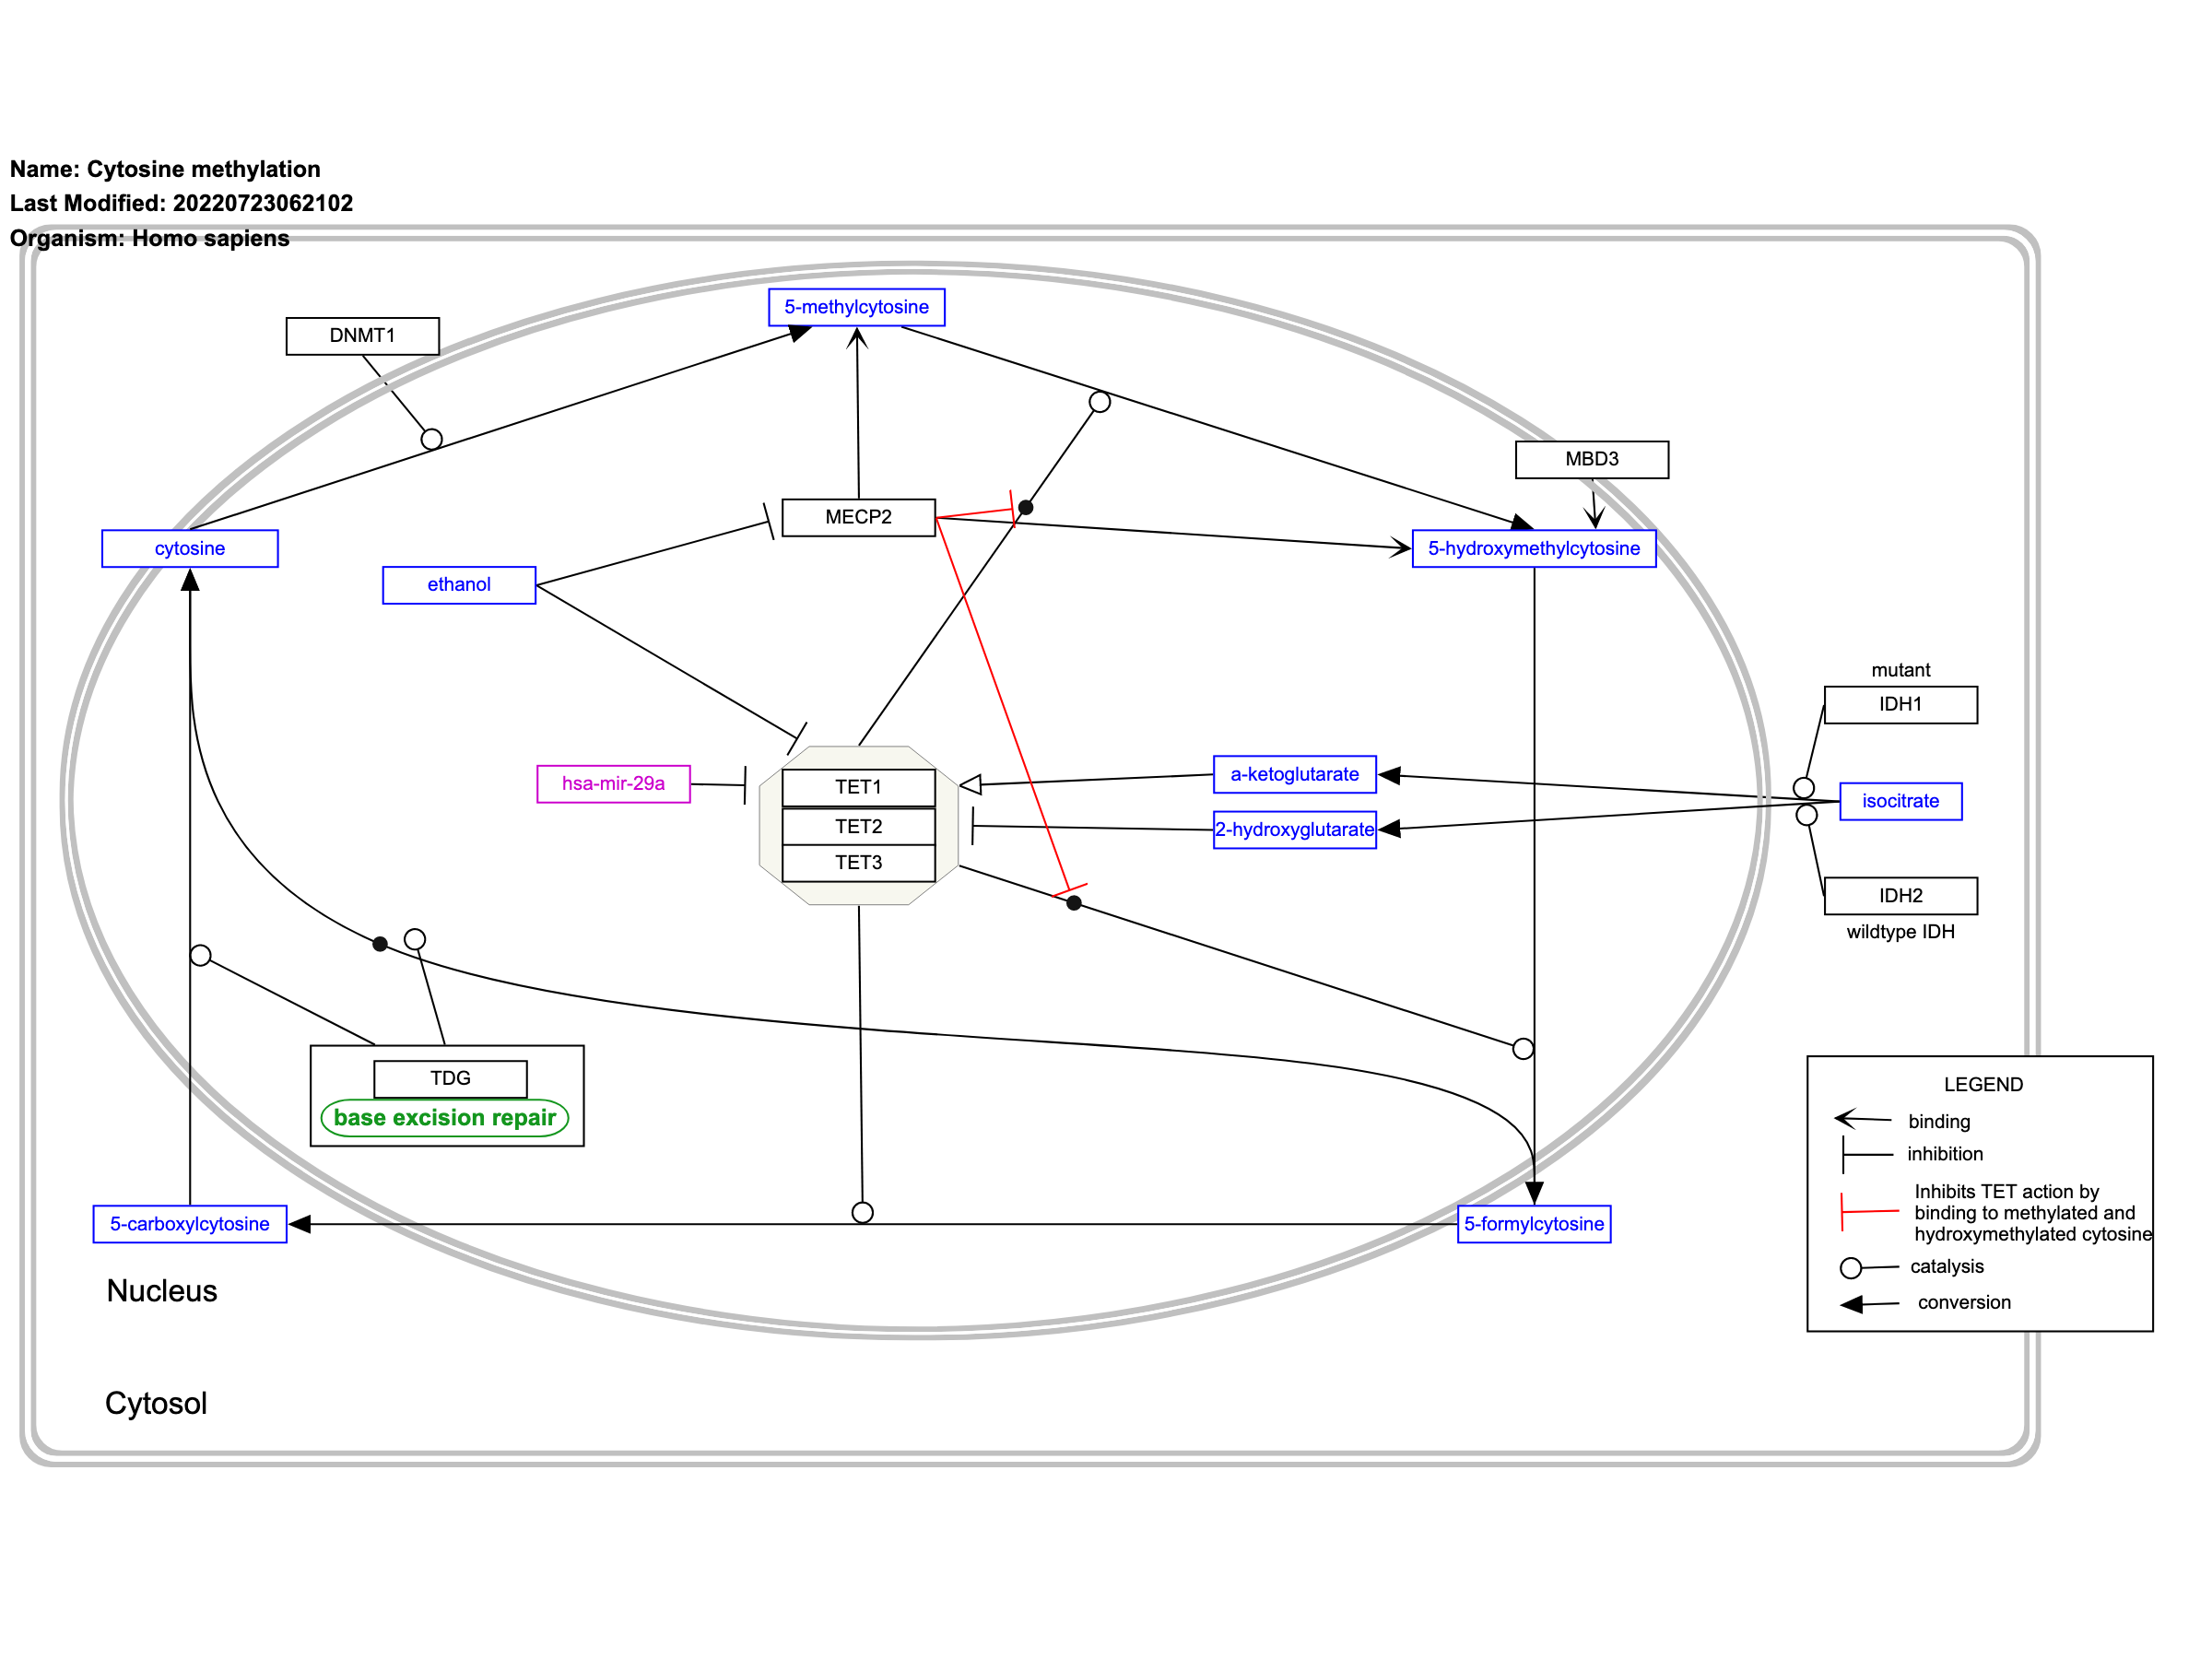 Name: Cytosine methylation
Last Modified: 20220723062102
Organism: Homo sapiens
5-methylcytosine
DNMT1
MBD3
MECP2
cytosine
5-hydroxymethylcytosine
ethanol
mutant
IDH1
hsa-mir-29a
TET1
a-ketoglutarate
isocitrate
TET2
2-hydroxyglutarate
TET3
IDH2
wildtype IDH
TDG
base excision repair
LEGEND
binding
inhibition
Inhibits TET action by
binding to methylated and
hydroxymethylated cytosine
catalysis
conversion
5-carboxylcytosine
5-formylcytosine
Nucleus
Cytosol